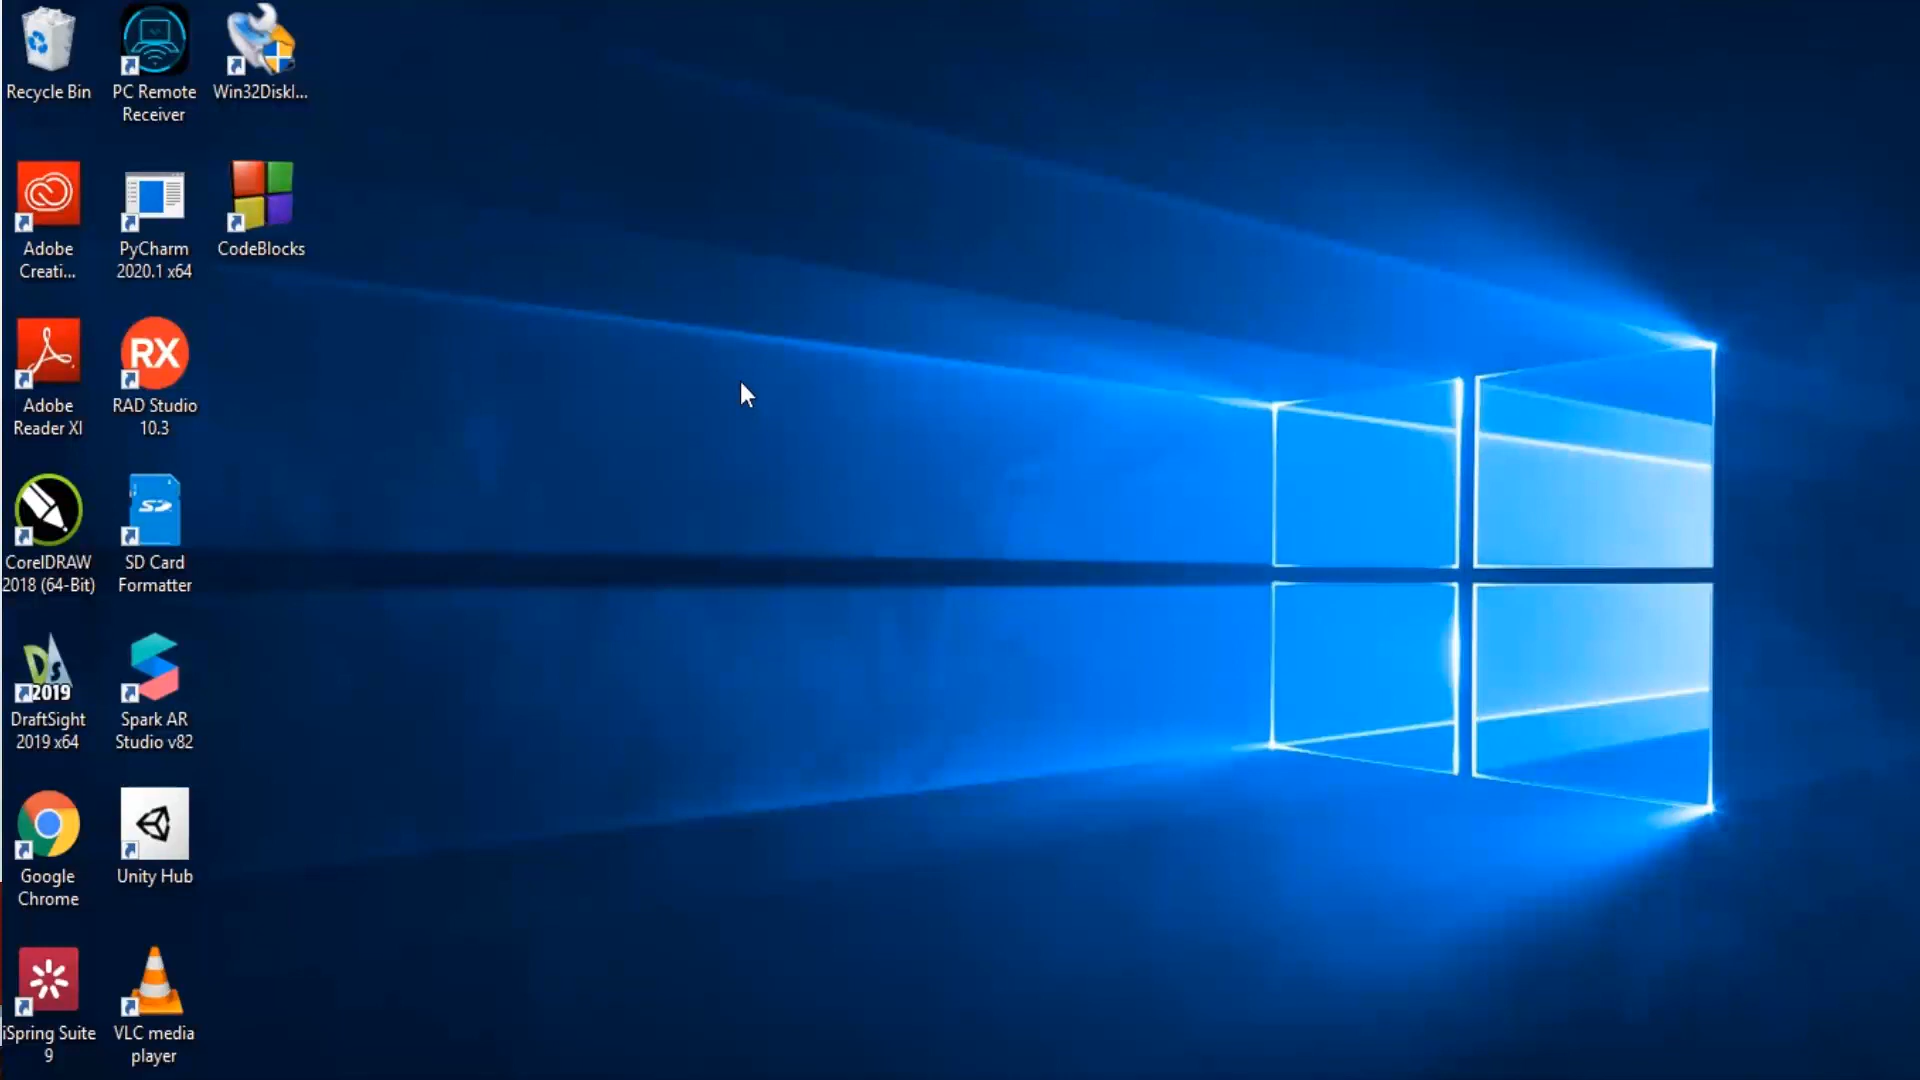 Recycle Bin
PC Remote
Receiver
Win32DiskI...
Adobe
Creati...
PyCharm
2020.1 x64
CodeBlocks
Adobe
Reader XI
RX
RAD Studio
10.3
CorelDRAW
2018 (64-Bit)
SD
SD Card
Formatter
DS
2019
DraftSight
2019 x64
Spark AR
Studio v82
Google
Chrome
Unity Hub
iSpring Suite
9
VLC media
player